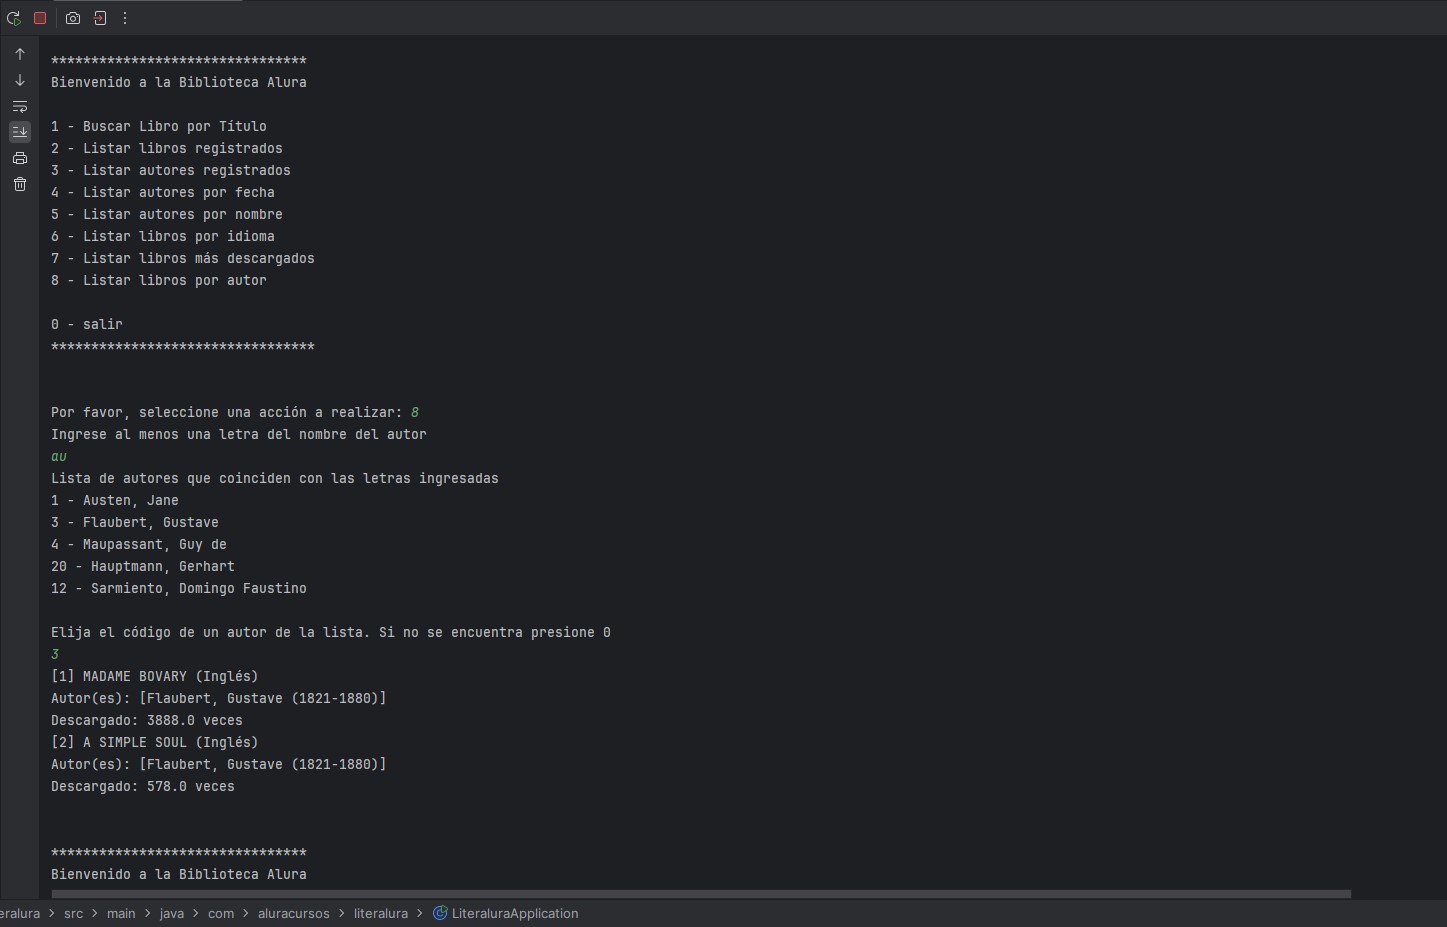 ********************************
Bienvenido a la Biblioteca Alura
1 - Buscar Libro por Título
2 - Listar libros registrados
3 - Listar autores registrados
4 - Listar autores por fecha
5 - Listar autores por nombre
6 - Listar libros por idioma
7 - Listar libros más descargados
8 - Listar libros por autor
0 - salir
*********************************
Por favor, seleccione una acción a realizar: 8
Ingrese al menos una letra del nombre del autor
au
Lista de autores que coinciden con las letras ingresadas
1 - Austen, Jane
3 - Flaubert, Gustave
4 - Maupassant, Guy de
20 - Hauptmann, Gerhart
12 - Sarmiento, Domingo Faustino
Elija el código de un autor de la lista. Si no se encuentra presione 0
3
[1] MADAME BOVARY (Inglés)
Autor(es): [Flaubert, Gustave (1821-1880)]
Descargado: 3888.0 veces
[2] A SIMPLE SOUL (Inglés)
Autor(es): [Flaubert, Gustave (1821-1880)]
Descargado: 578.0 veces
********************************
Bienvenido a la Biblioteca Alura
eralura > src > main > java > com > aluracursos > literalura > LiteraluraApplication